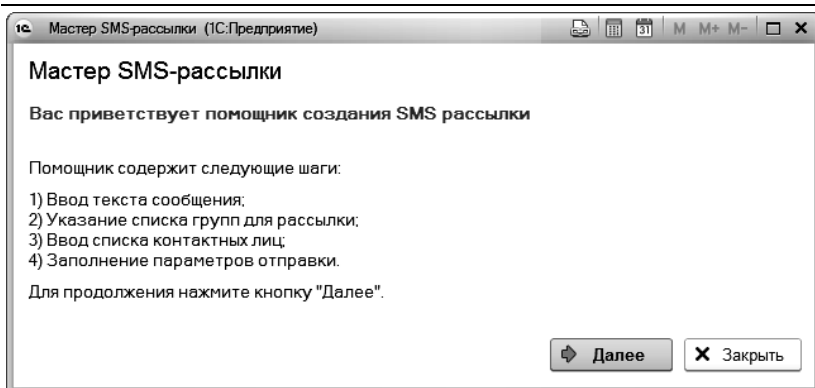 1С Мастер SMS-рассылки (1С:Предприятие) 31 M M+ M-
Мастер SMS-рассылки
Вас приветствует помощник создания SMS рассылки
Помощник содержит следующие шаги:
1) Ввод текста сообщения;
2) Указание списка групп для рассылки;
3) Ввод списка контактных лиц;
4) Заполнение параметров отправки.
Для продолжения нажмите кнопку "Далее".
Далее Закрыть